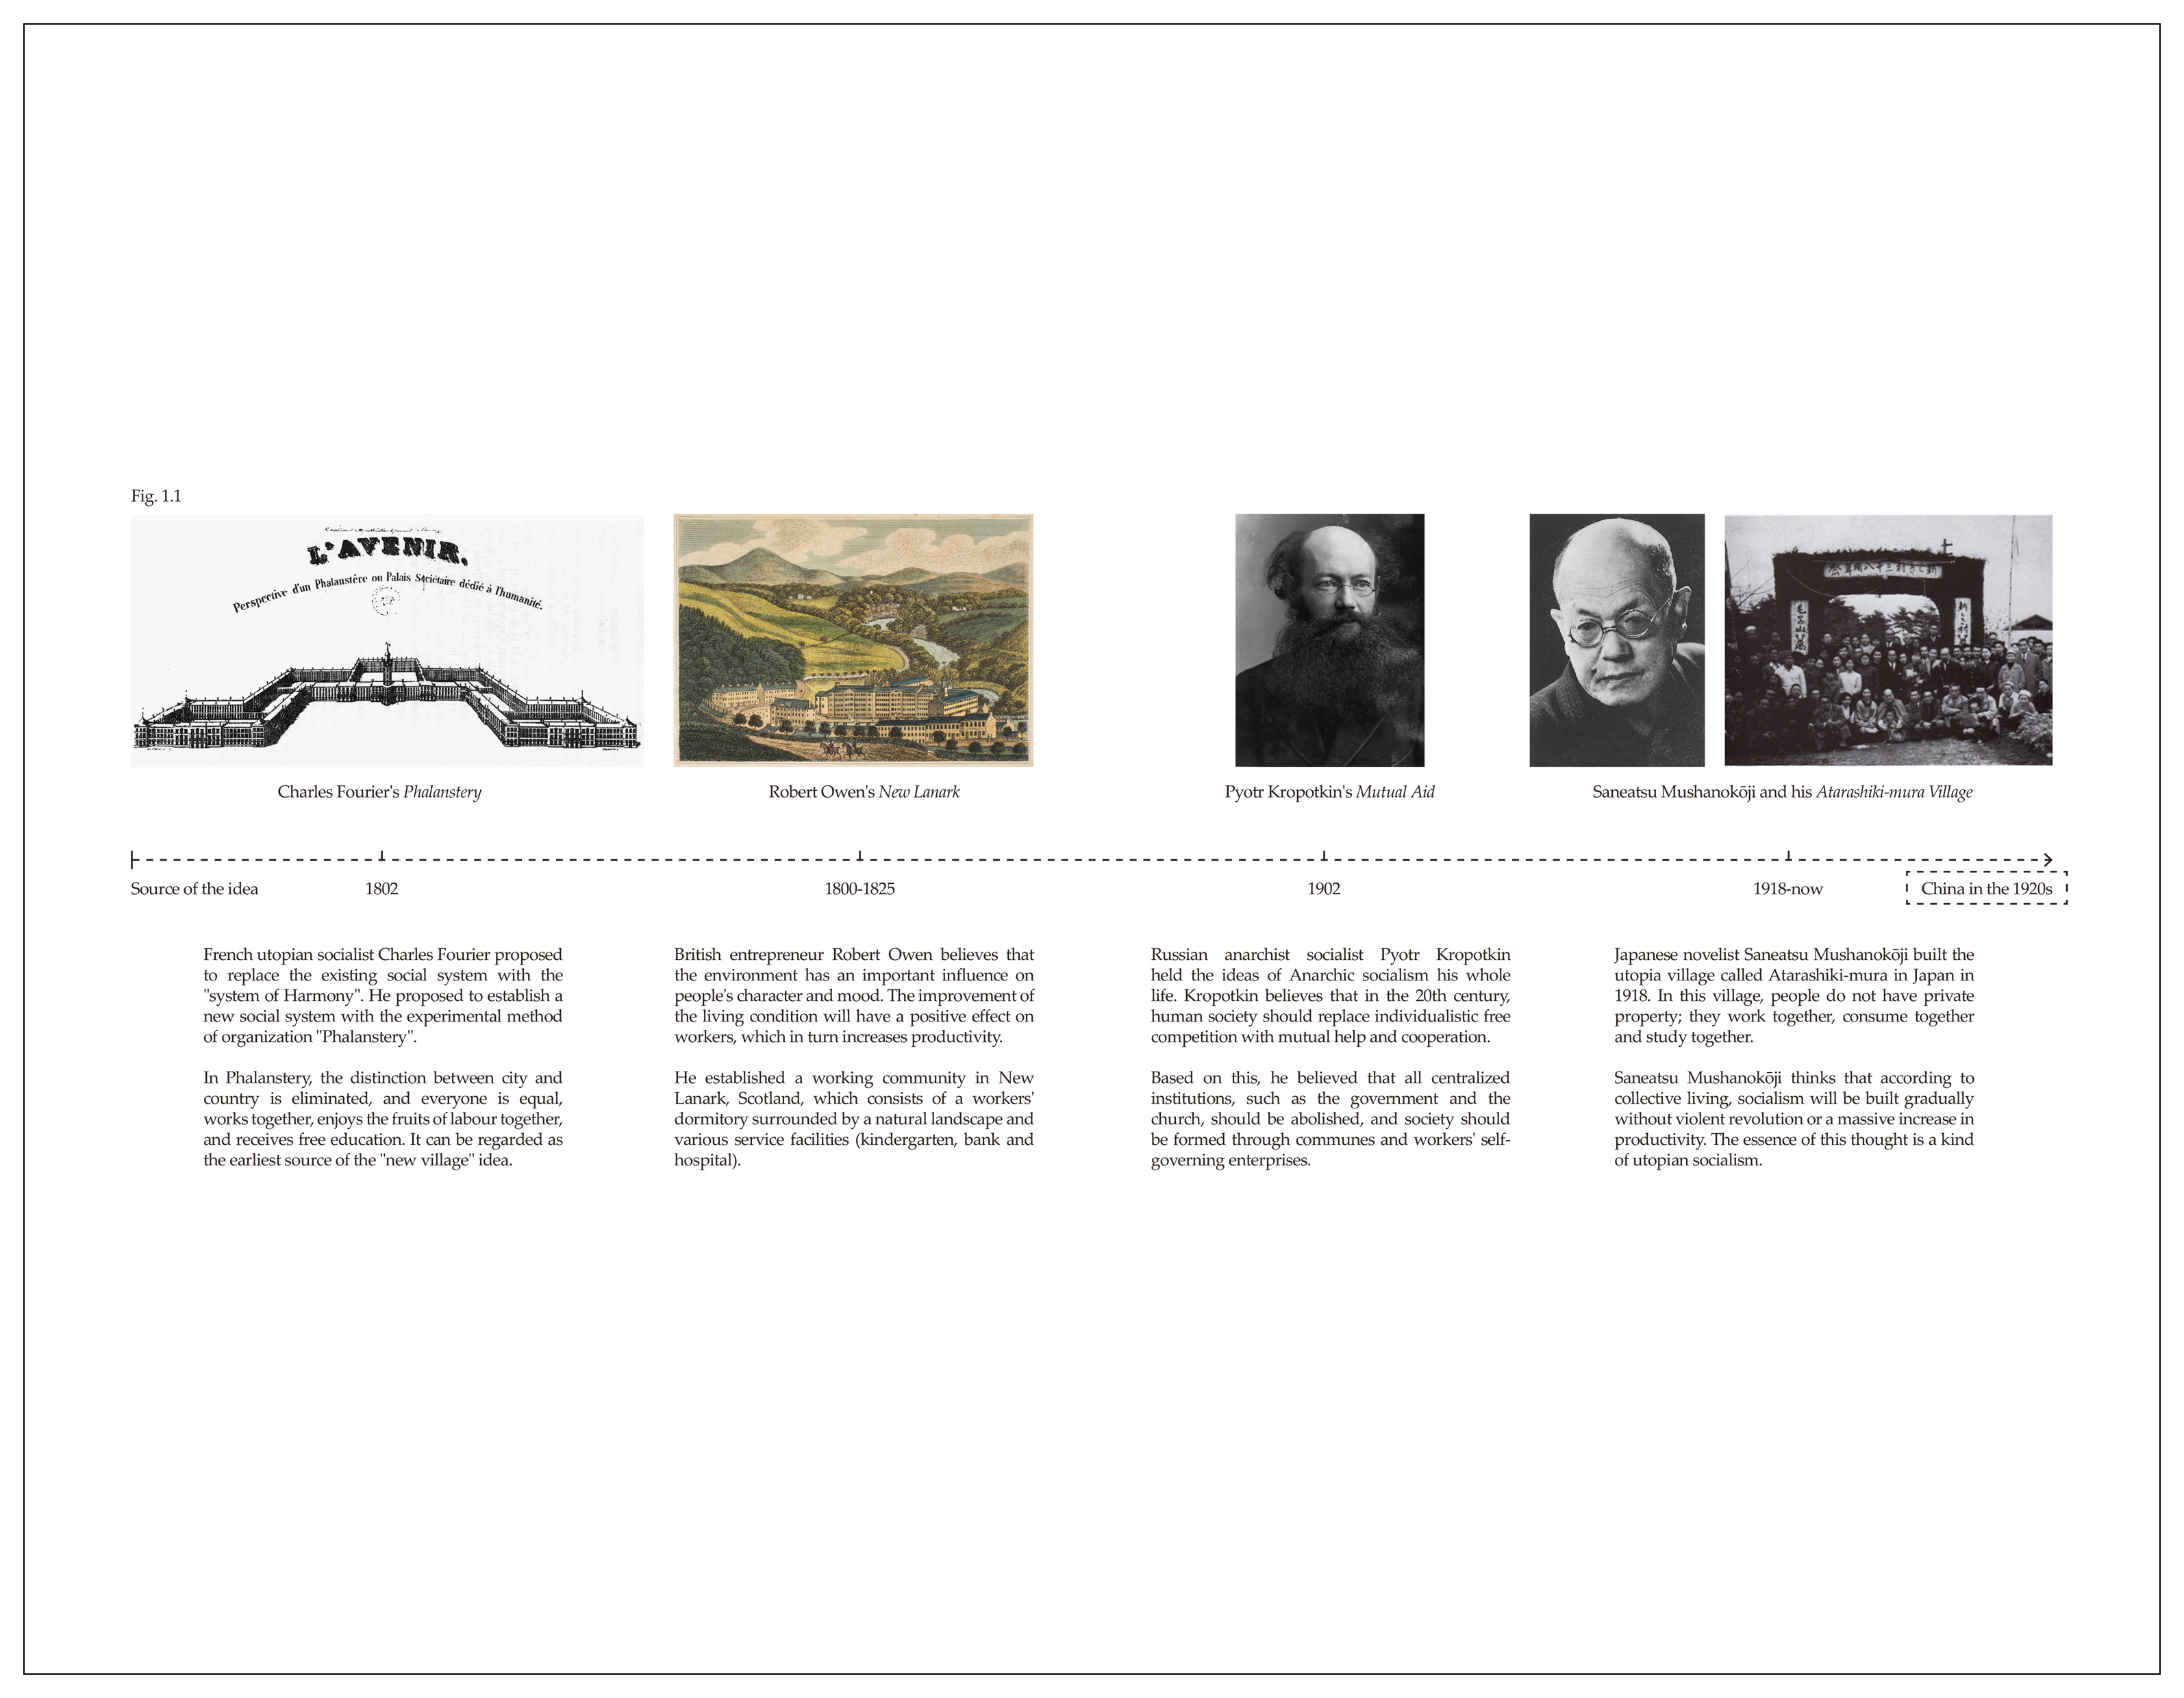 Fig. 1.1
L'AVENIR.
Perspective d'un Phalanstère ou Palais Sociétaire dédié à l'humanité.
Charles Fourier's Phalanstery
Robert Owen's New Lanark
Pyotr Kropotkin's Mutual Aid
Saneatsu Mushanokōji and his Atarashiki-mura Village
Source of the idea
1802
1800-1825
1902
1918-now
China in the 1920s
French utopian socialist Charles Fourier proposed
to replace the existing social system with the
"system of Harmony". He proposed to establish a
new social system with the experimental method
of organization "Phalanstery".
In Phalanstery, the distinction between city and
country is eliminated, and everyone is equal,
works together, enjoys the fruits of labour together,
and receives free education. It can be regarded as
the earliest source of the "new village" idea.
British entrepreneur Robert Owen believes that
the environment has an important influence on
people's character and mood. The improvement of
the living condition will have a positive effect on
workers, which in turn increases productivity.
He established a working community in New
Lanark, Scotland, which consists of a workers'
dormitory surrounded by a natural landscape and
various service facilities (kindergarten, bank and
hospital).
Russian anarchist socialist Pyotr Kropotkin
held the ideas of Anarchic socialism his whole
life. Kropotkin believes that in the 20th century,
human society should replace individualistic free
competition with mutual help and cooperation.
Based on this, he believed that all centralized
institutions, such as the government and the
church, should be abolished, and society should
be formed through communes and workers' self-
governing enterprises.
Japanese novelist Saneatsu Mushanokōji built the
utopia village called Atarashiki-mura in Japan in
1918. In this village, people do not have private
property; they work together, consume together
and study together.
Saneatsu Mushanokōji thinks that according to
collective living, socialism will be built gradually
without violent revolution or a massive increase in
productivity. The essence of this thought is a kind
of utopian socialism.